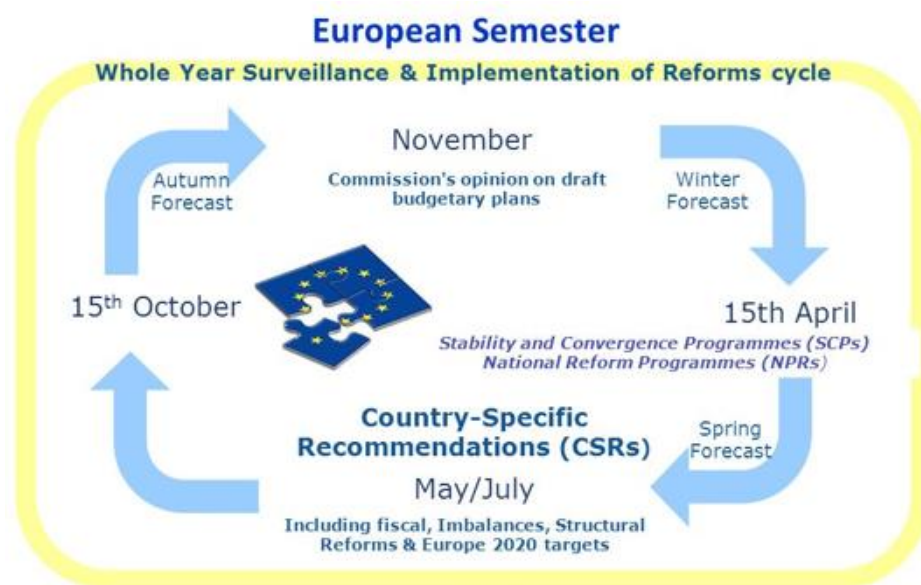 European Semester
Whole Year Surveillance & Implementation of Reforms cycle
November
Commission's opinion on draft
budgetary plans
Autumn
Forecast
Winter
Forecast
15th October
15th April
Stability and Convergence Programmes (SCPs)
National Reform Programmes (NPRs)
Country-Specific
Recommendations (CSRs)
Spring
Forecast
May/July
Including fiscal, Imbalances, Structural
Reforms & Europe 2020 targets